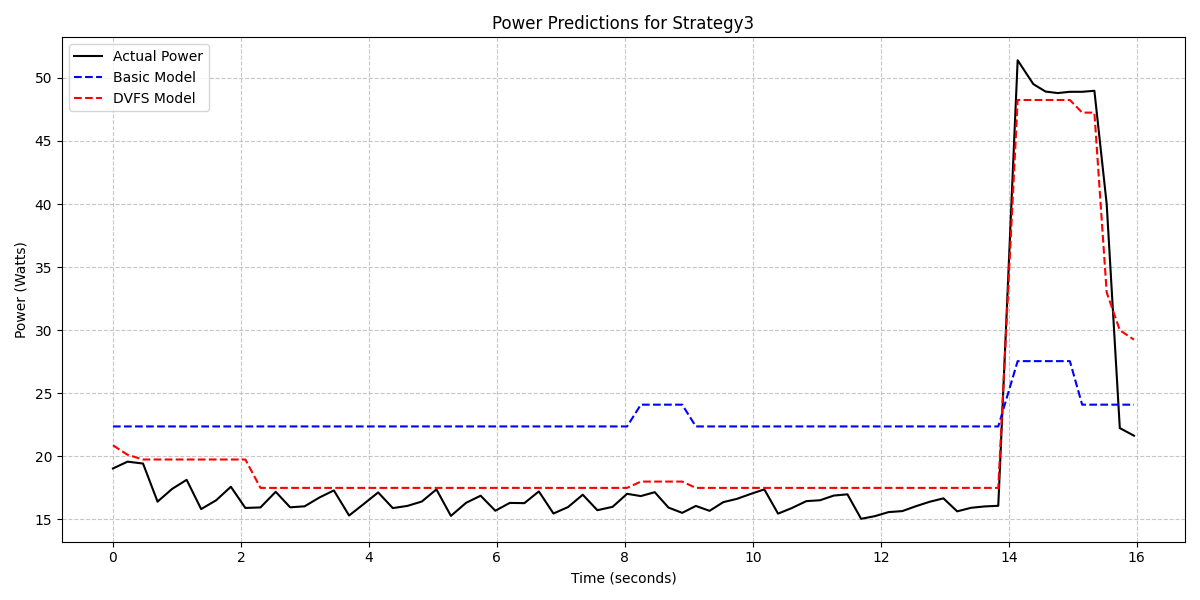 Power Predictions for Strategy3
Actual Power
Basic Model
DVFS Model
Power (Watts)
50
45
40
35
30
25
20
15
0 2 4 6 8 10 12 14 16
Time (seconds)